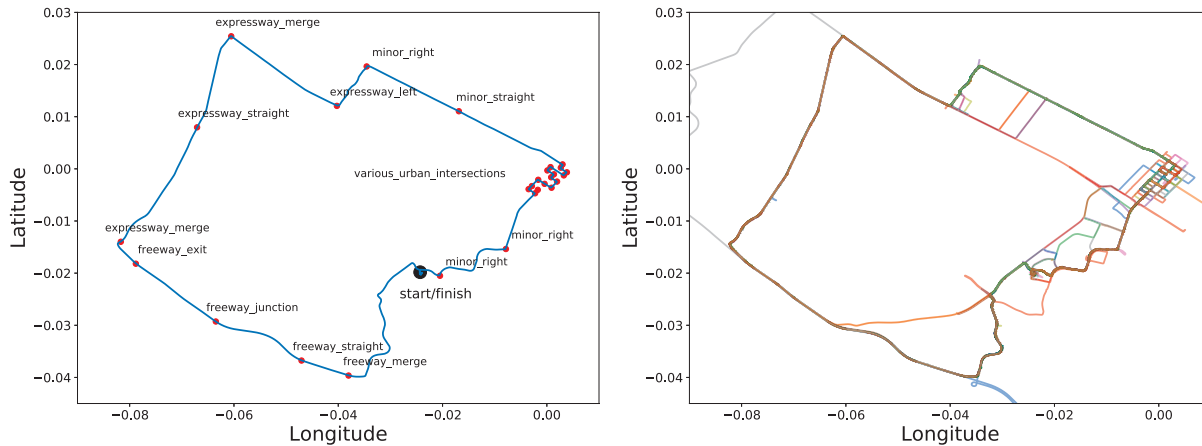 0.03
0.02
0.01
0.00
−0.01
−0.02
−0.03
−0.04
Latitude
expressway_merge
minor_right
expressway_left
minor_straight
expressway_straight
various_urban_intersections
expressway_merge
freeway_exit
minor_right
minor_right
start/finish
freeway_junction
freeway_straight
freeway_merge
−0.08
−0.06
−0.04
−0.02
0.00
Longitude
0.03
0.02
0.01
0.00
−0.01
−0.02
−0.03
−0.04
Latitude
−0.08
−0.06
−0.04
−0.02
0.00
Longitude